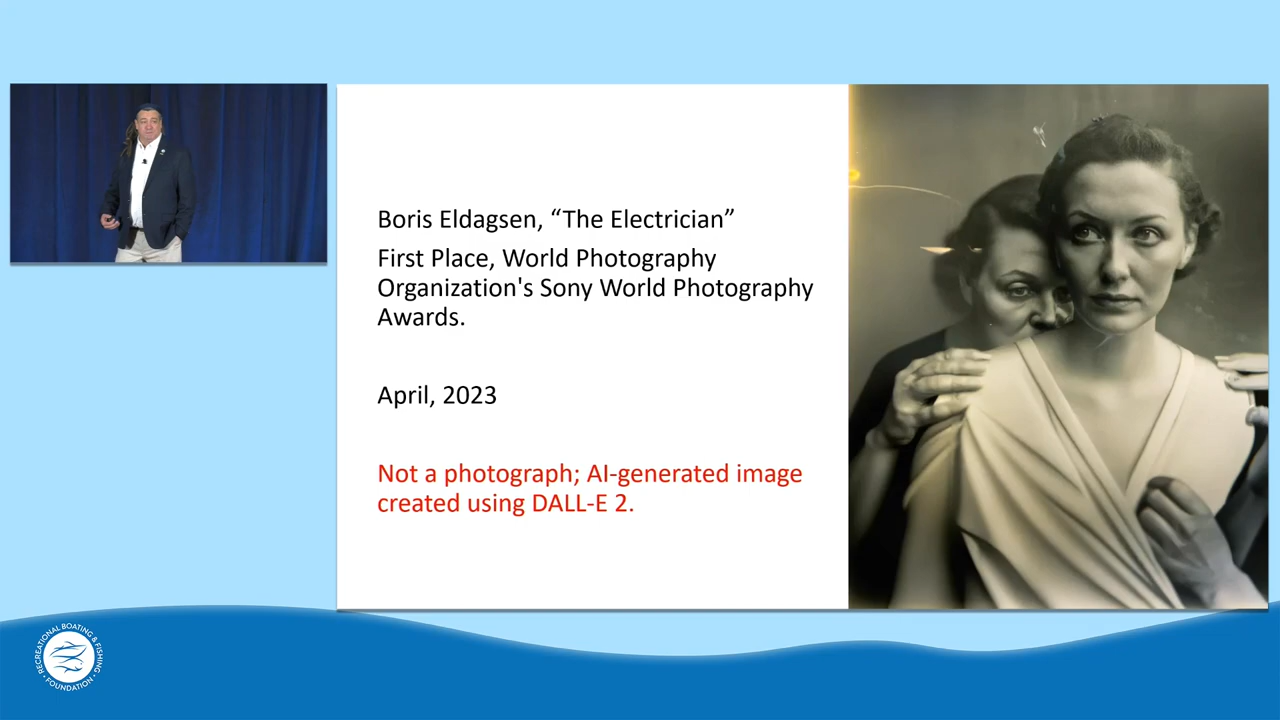 Boris Eldagsen, “The Electrician”
First Place, World Photography
Organization's Sony World Photography
Awards.
April, 2023
Not a photograph; AI-generated image
created using DALL-E 2.
RECREATIONAL BOATING & FISHING
• FOUNDATION •